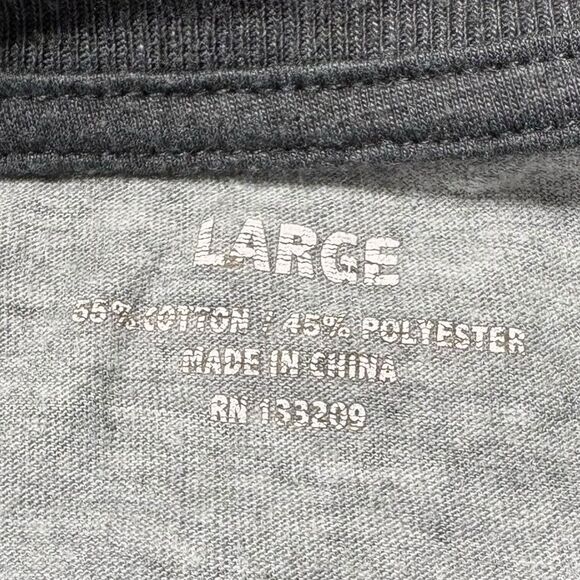 LARGE
55% COTTON / 45% POLYESTER
MADE IN CHINA
RN 133209